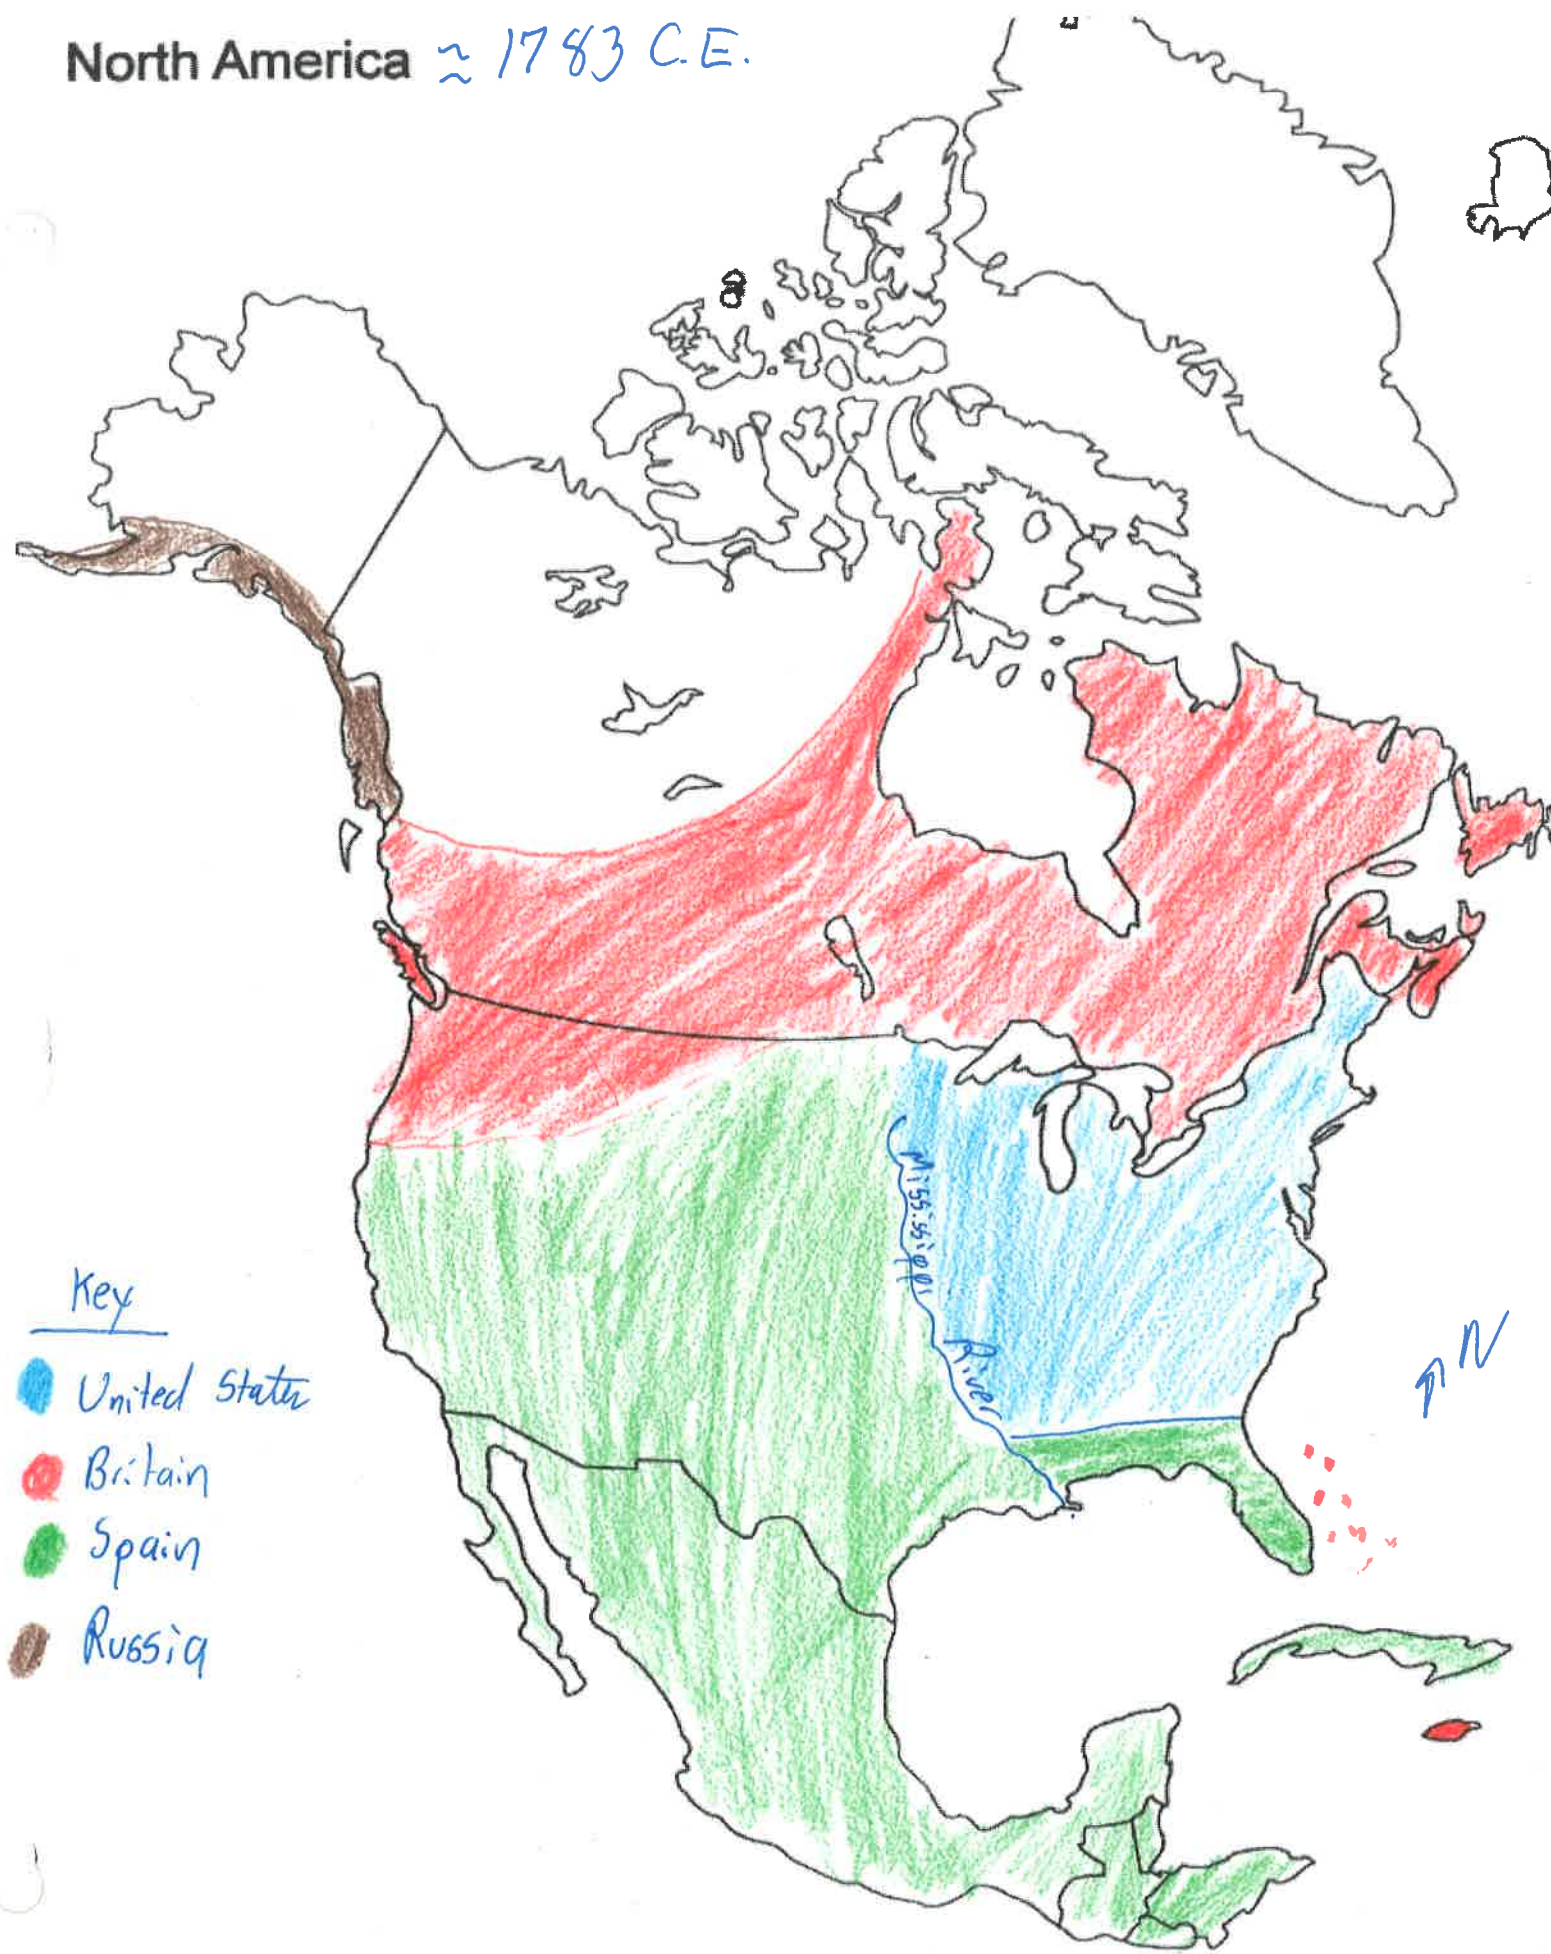 North America ≈ 1783 C.E.
Mississippi
River
N
Key
United States
Britain
Spain
Russia